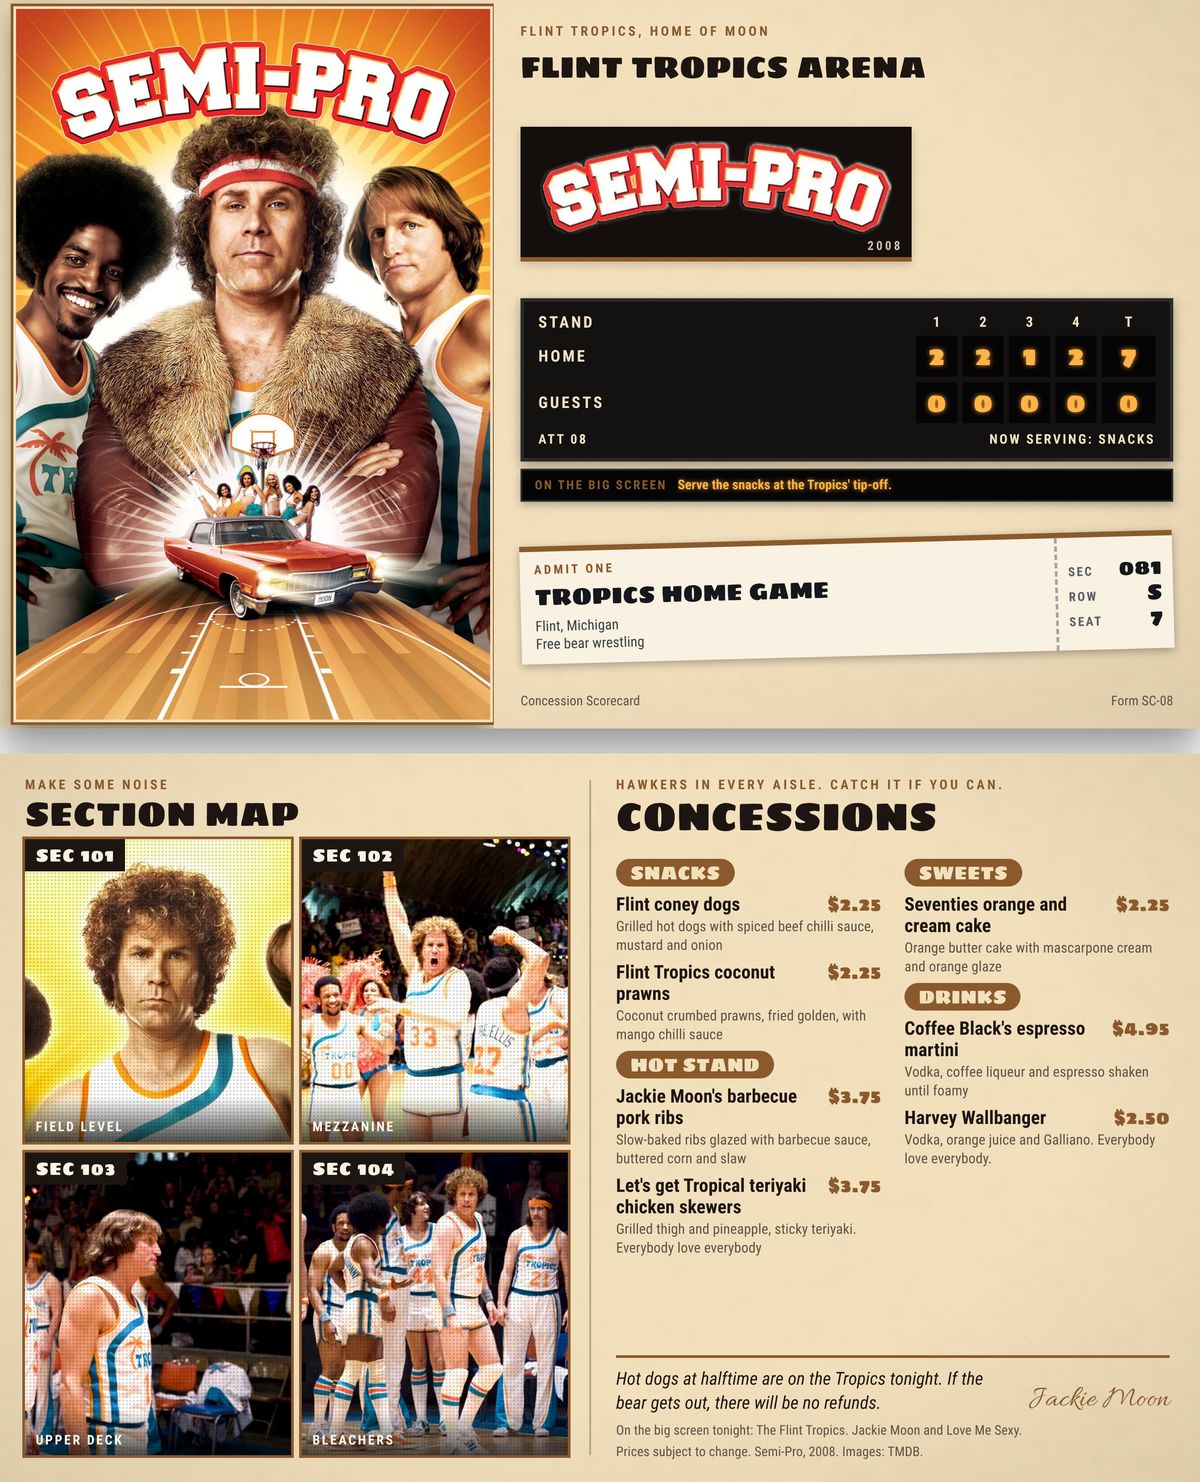 SEMI-PRO
TR
MOON
FLINT TROPICS, HOME OF MOON
FLINT TROPICS ARENA
SEMI-PRO
2008
STAND 1 2 3 4 T
HOME 2 2 1 2 7
GUESTS 0 0 0 0 0
ATT 08 NOW SERVING: SNACKS
ON THE BIG SCREEN Serve the snacks at the Tropics' tip-off.
ADMIT ONE
TROPICS HOME GAME
Flint, Michigan
Free bear wrestling
SEC 081
ROW S
SEAT 7
Concession Scorecard
Form SC-08
MAKE SOME NOISE
SECTION MAP
SEC 101
FIELD LEVEL
SEC 102
TROPICS
00
33
77
MEZZANINE
SEC 103
TR
UPPER DECK
SEC 104
TROP
TROPICS
BLEACHERS
HAWKERS IN EVERY AISLE. CATCH IT IF YOU CAN.
CONCESSIONS
SNACKS
Flint coney dogs $2.25
Grilled hot dogs with spiced beef chilli sauce,
mustard and onion
Flint Tropics coconut $2.25
prawns
Coconut crumbed prawns, fried golden, with
mango chilli sauce
HOT STAND
Jackie Moon's barbecue $3.75
pork ribs
Slow-baked ribs glazed with barbecue sauce,
buttered corn and slaw
Let's get Tropical teriyaki $3.75
chicken skewers
Grilled thigh and pineapple, sticky teriyaki.
Everybody love everybody
SWEETS
Seventies orange and $2.25
cream cake
Orange butter cake with mascarpone cream
and orange glaze
DRINKS
Coffee Black's espresso $4.95
martini
Vodka, coffee liqueur and espresso shaken
until foamy
Harvey Wallbanger $2.50
Vodka, orange juice and Galliano. Everybody
love everybody.
Hot dogs at halftime are on the Tropics tonight. If the
bear gets out, there will be no refunds.
Jackie Moon
On the big screen tonight: The Flint Tropics. Jackie Moon and Love Me Sexy.
Prices subject to change. Semi-Pro, 2008. Images: TMDB.